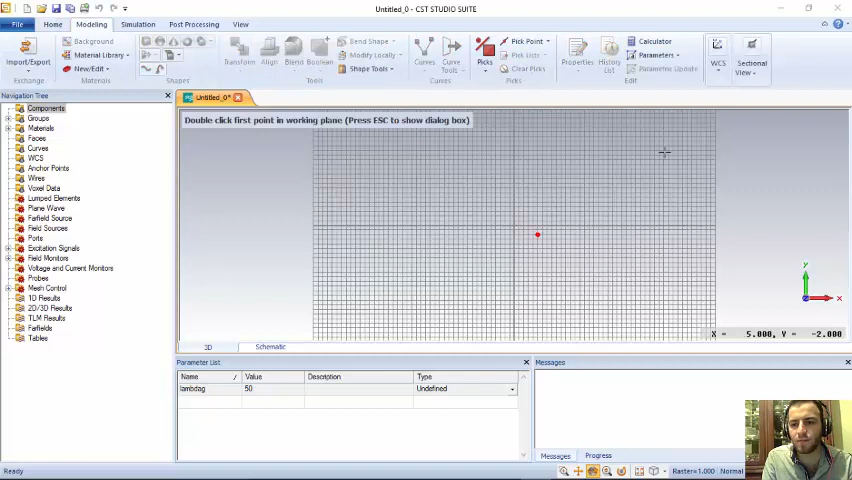 Untitled_0 - CST STUDIO SUITE
File
Home
Modeling
Simulation
Post Processing
View
Import/Export
Exchange
Background
Material Library
New/Edit
Materials
Shapes
Transform
Align
Blend
Boolean
Bend Shape
Modify Locally
Shape Tools
Tools
Curves
Curve Tools
Curves
Picks
Pick Point
Pick Lists
Clear Picks
Picks
Properties
History List
Calculator
Parameters
Parametric Update
Edit
WCS
Sectional View
Navigation Tree
Untitled_0*
Components
Groups
Materials
Faces
Curves
WCS
Anchor Points
Wires
Voxel Data
Lumped Elements
Plane Wave
Farfield Source
Field Sources
Ports
Excitation Signals
Field Monitors
Voltage and Current Monitors
Probes
Mesh Control
1D Results
2D/3D Results
TLM Results
Farfields
Tables
Double click first point in working plane (Press ESC to show dialog box)
y
x
X = 5.000, Y = -2.000
3D
Schematic
Parameter List
Name / Value Description Type
lambdag 50 Undefined
Messages
Messages
Progress
Ready
Raster=1.000
Normal